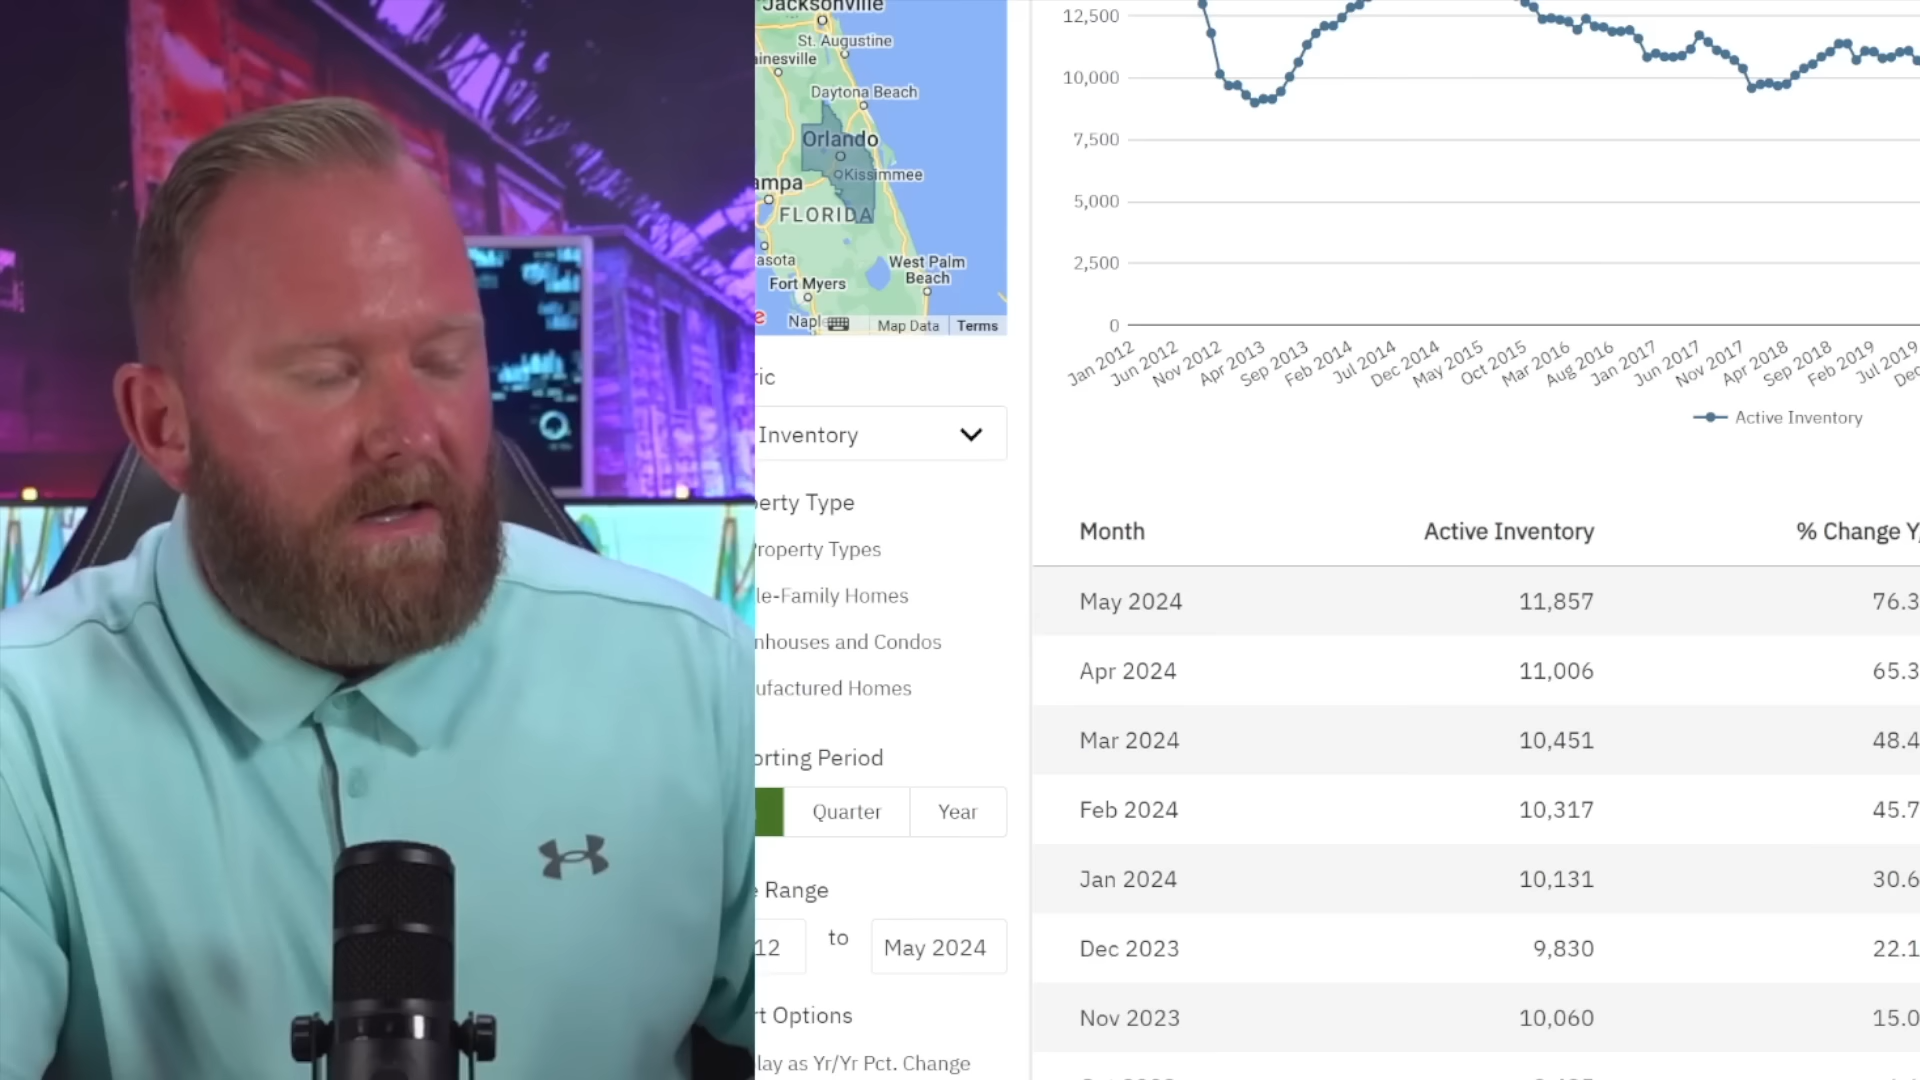 Jacksonville
St. Augustine
ainesville
Daytona Beach
Orlando
Kissimmee
ampa
FLORIDA
asota
West Palm
Beach
Fort Myers
Naple
Map Data
Terms
ric
Inventory
erty Type
Property Types
le-Family Homes
nhouses and Condos
ufactured Homes
orting Period
Quarter
Year
e Range
12
to
May 2024
rt Options
lay as Yr/Yr Pct. Change
12,500
10,000
7,500
5,000
2,500
0
Jan 2012
Jun 2012
Nov 2012
Apr 2013
Sep 2013
Feb 2014
Jul 2014
Dec 2014
May 2015
Oct 2015
Mar 2016
Aug 2016
Jan 2017
Jun 2017
Nov 2017
Apr 2018
Sep 2018
Feb 2019
Jul 2019
Dec
Active Inventory
Month Active Inventory % Change Y
May 2024 11,857 76.3
Apr 2024 11,006 65.3
Mar 2024 10,451 48.4
Feb 2024 10,317 45.7
Jan 2024 10,131 30.6
Dec 2023 9,830 22.1
Nov 2023 10,060 15.0